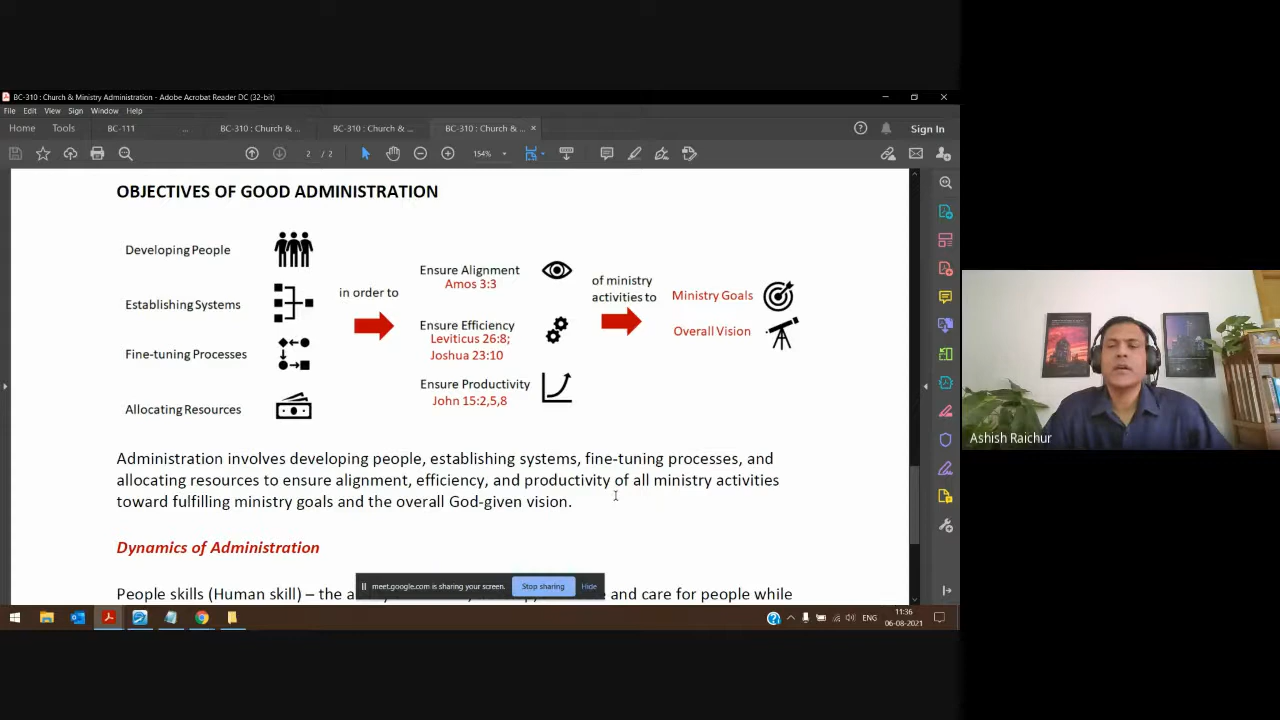 BC-310 : Church & Ministry Administration - Adobe Acrobat Reader DC (32-bit)
File Edit View Sign Window Help
Home Tools BC-111 ... BC-310 : Church & ... BC-310 : Church & ... BC-310 : Church & ... ×
Sign In
2 / 2 154%
OBJECTIVES OF GOOD ADMINISTRATION
Developing People
Establishing Systems
Fine-tuning Processes
Allocating Resources
in order to
Ensure Alignment
Amos 3:3
Ensure Efficiency
Leviticus 26:8;
Joshua 23:10
Ensure Productivity
John 15:2,5,8
of ministry
activities to
Ministry Goals
Overall Vision
Administration involves developing people, establishing systems, fine-tuning processes, and
allocating resources to ensure alignment, efficiency, and productivity of all ministry activities
toward fulfilling ministry goals and the overall God-given vision.
Dynamics of Administration
People skills (Human skill) – the and care for people while
meet.google.com is sharing your screen. Stop sharing Hide
ENG
11:36
06-08-2021
Ashish Raichur